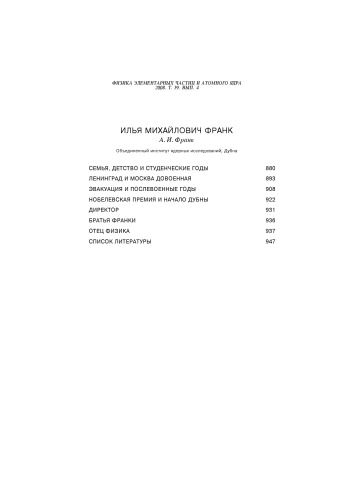 ФИЗИКА ЭЛЕМЕНТАРНЫХ ЧАСТИЦ И АТОМНОГО ЯДРА
2008. Т. 39. ВЫП. 4
ИЛЬЯ МИХАЙЛОВИЧ ФРАНК
А. И. Франк
Объединенный институт ядерных исследований, Дубна
СЕМЬЯ, ДЕТСТВО И СТУДЕНЧЕСКИЕ ГОДЫ 880
ЛЕНИНГРАД И МОСКВА ДОВОЕННАЯ 893
ЭВАКУАЦИЯ И ПОСЛЕВОЕННЫЕ ГОДЫ 908
НОБЕЛЕВСКАЯ ПРЕМИЯ И НАЧАЛО ДУБНЫ 922
ДИРЕКТОР 931
БРАТЬЯ ФРАНКИ 936
ОТЕЦ ФИЗИКА 937
СПИСОК ЛИТЕРАТУРЫ 947